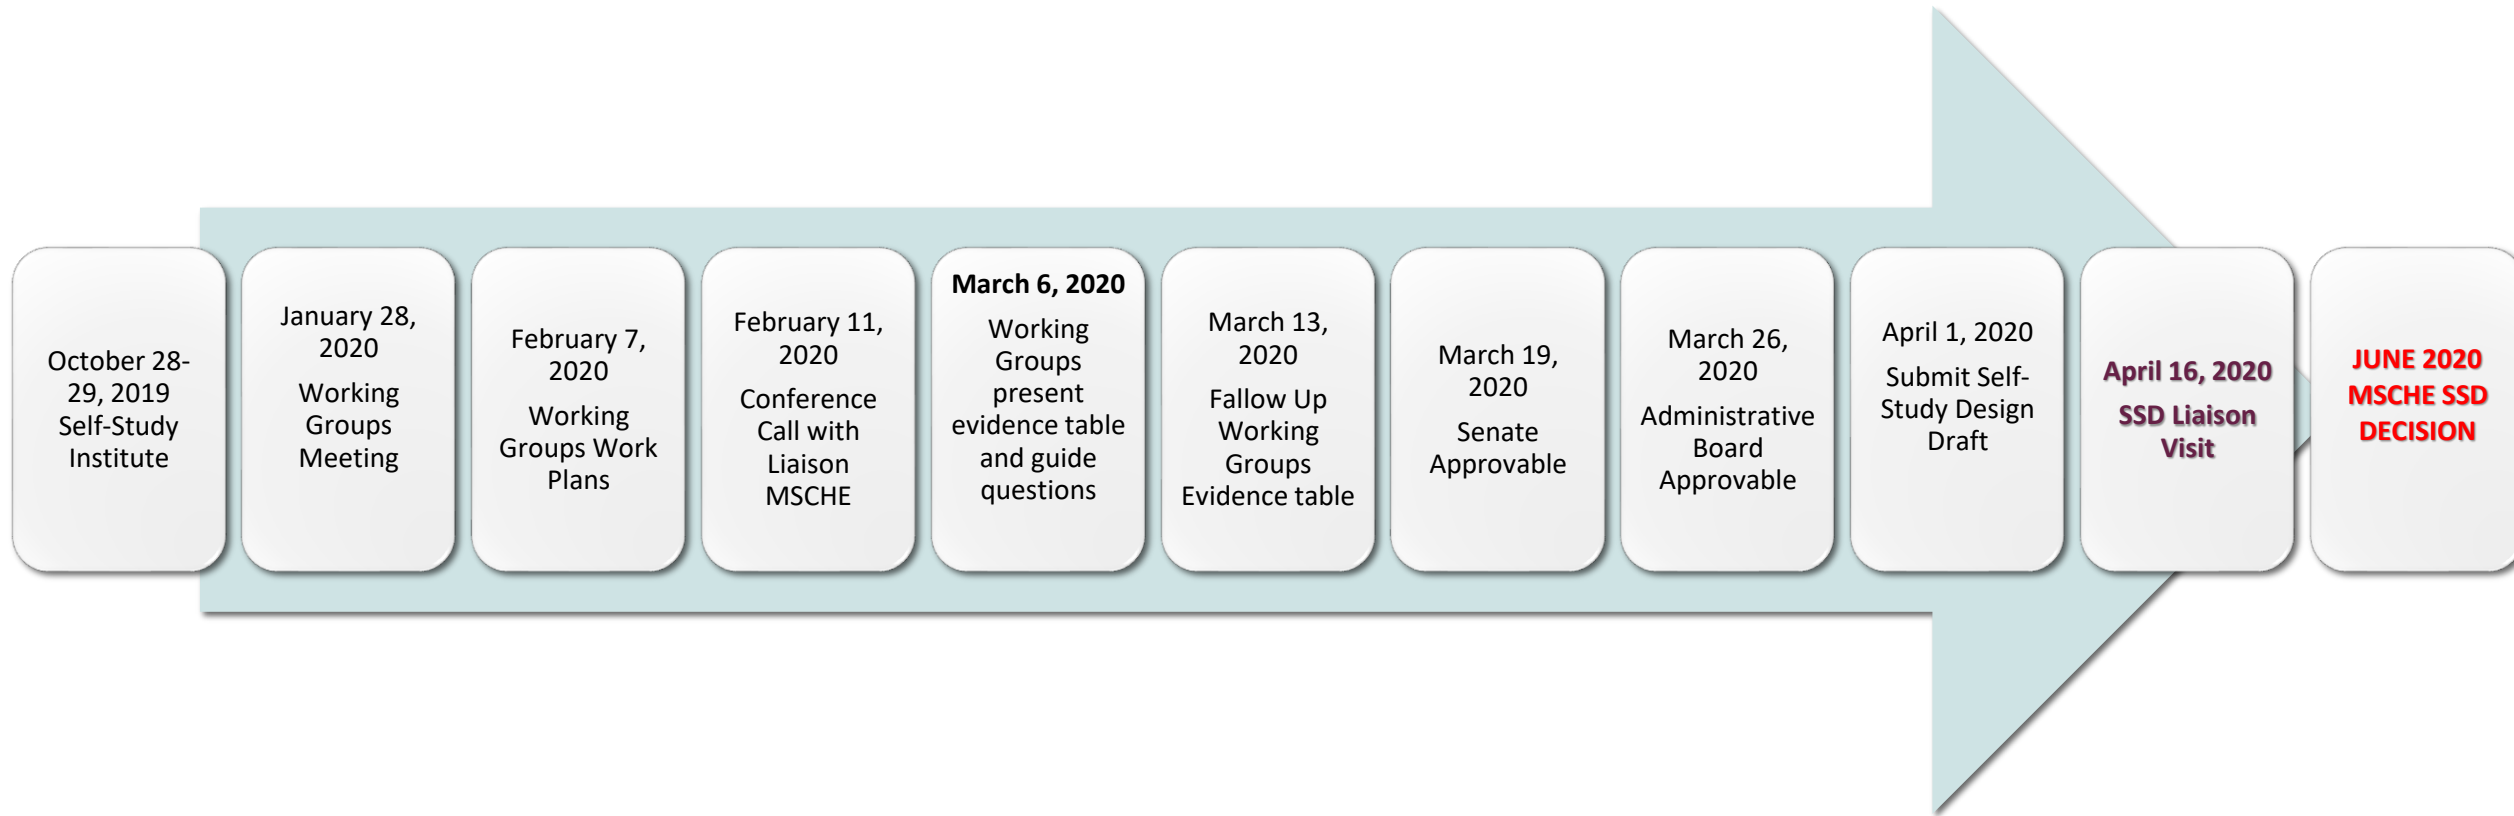 October 28-
29, 2019
Self-Study
Institute
January 28,
2020
Working
Groups
Meeting
February 7,
2020
Working
Groups Work
Plans
February 11,
2020
Conference
Call with
Liaison
MSCHE
March 6, 2020
Working
Groups
present
evidence table
and guide
questions
March 13,
2020
Fallow Up
Working
Groups
Evidence table
March 19,
2020
Senate
Approvable
March 26,
2020
Administrative
Board
Approvable
April 1, 2020
Submit Self-
Study Design
Draft
April 16, 2020
SSD Liaison
Visit
JUNE 2020
MSCHE SSD
DECISION